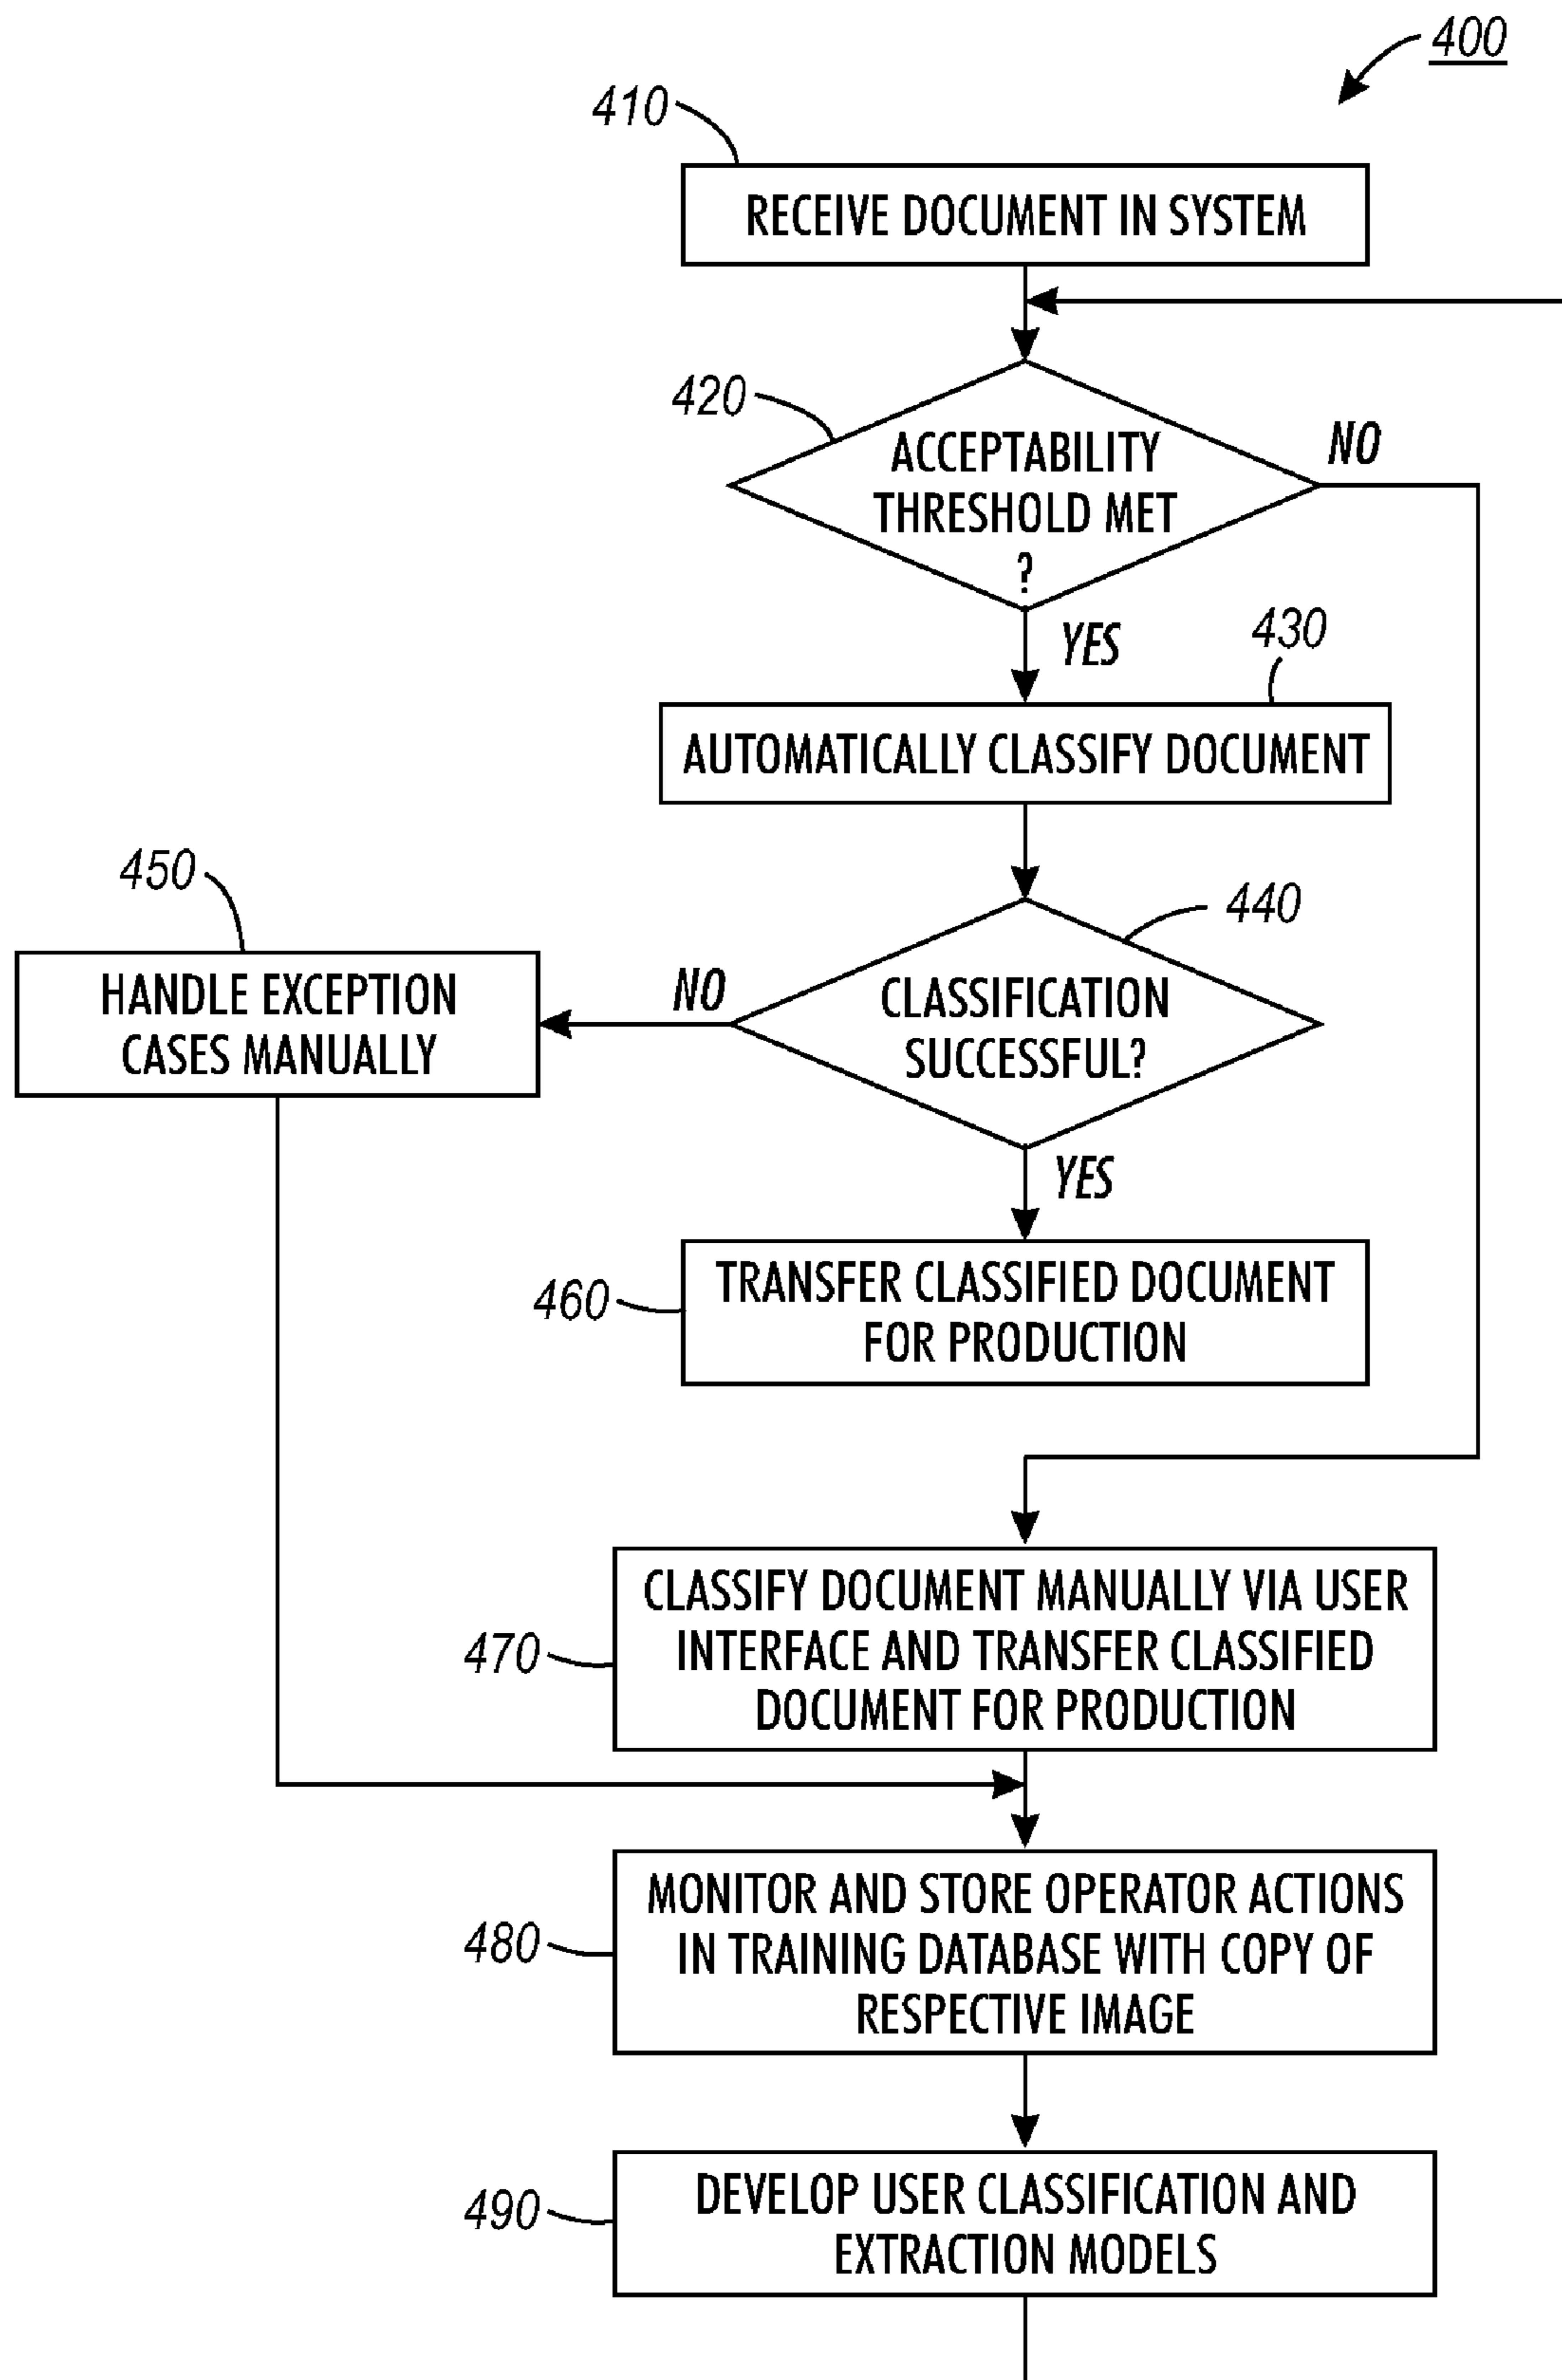 400
410
RECEIVE DOCUMENT IN SYSTEM
420
ACCEPTABILITY
THRESHOLD MET
?
NO
YES
430
AUTOMATICALLY CLASSIFY DOCUMENT
450
440
HANDLE EXCEPTION
CASES MANUALLY
NO
CLASSIFICATION
SUCCESSFUL?
YES
460
TRANSFER CLASSIFIED DOCUMENT
FOR PRODUCTION
470
CLASSIFY DOCUMENT MANUALLY VIA USER
INTERFACE AND TRANSFER CLASSIFIED
DOCUMENT FOR PRODUCTION
480
MONITOR AND STORE OPERATOR ACTIONS
IN TRAINING DATABASE WITH COPY OF
RESPECTIVE IMAGE
490
DEVELOP USER CLASSIFICATION AND
EXTRACTION MODELS